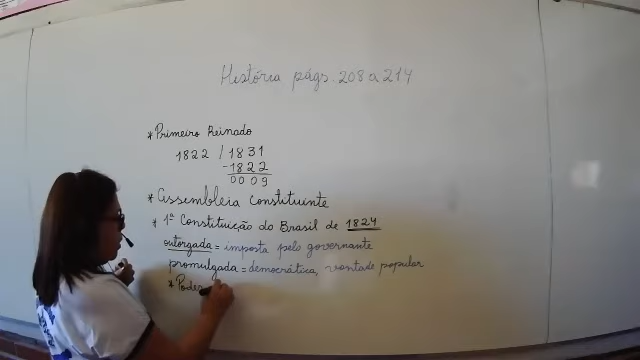 História págs. 208 a 214
* Primeiro Reinado
1822 / 1831
-1822
0009
* Assembleia Constituinte
* 1ª Constituição do Brasil de 1824
outorgada = imposta pelo governante
promulgada = democrática, vontade popular
* Poder